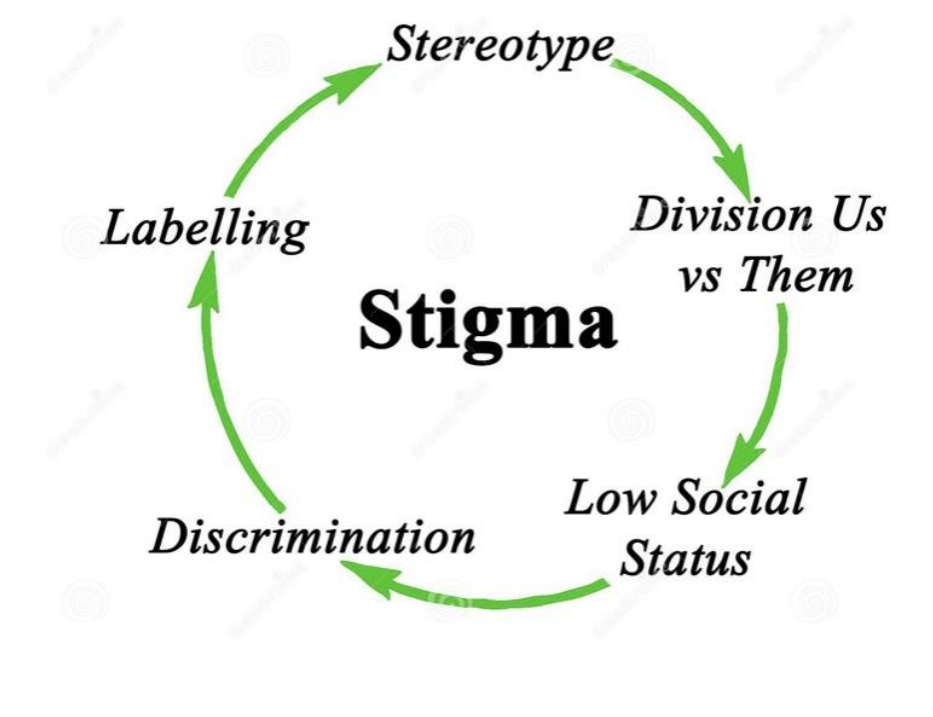 Stereotype
Division Us
vs Them
Low Social
Status
Discrimination
Labelling
Stigma